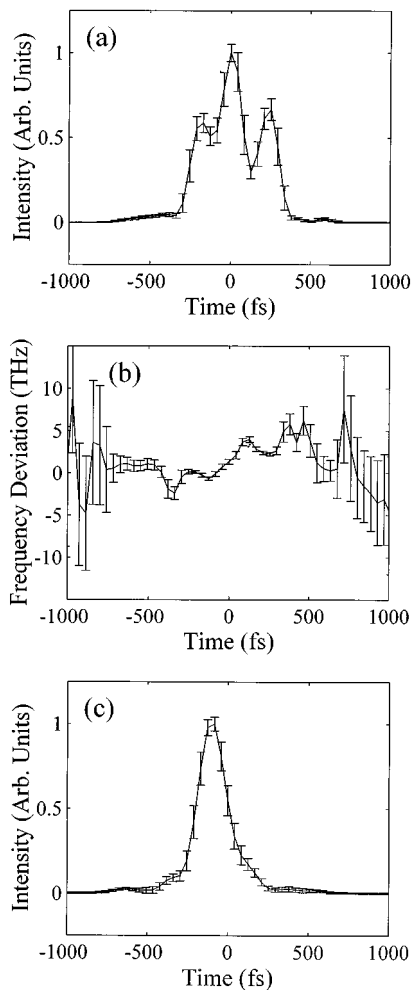 (a)
Intensity (Arb. Units)
1
0.5
0
-1000 -500 0 500 1000
Time (fs)
(b)
Frequency Deviation (THz)
10
5
0
-5
-10
-1000 -500 0 500 1000
Time (fs)
(c)
Intensity (Arb. Units)
1
0.5
0
-1000 -500 0 500 1000
Time (fs)